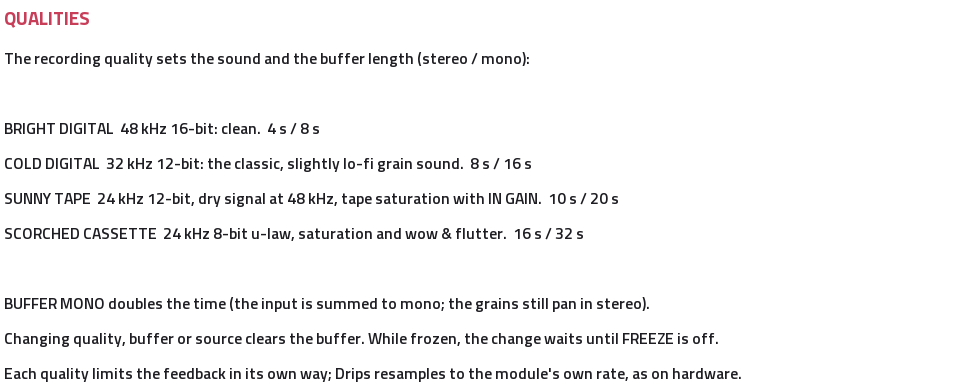 QUALITIES
The recording quality sets the sound and the buffer length (stereo / mono):
BRIGHT DIGITAL  48 kHz 16-bit: clean.  4 s / 8 s
COLD DIGITAL  32 kHz 12-bit: the classic, slightly lo-fi grain sound.  8 s / 16 s
SUNNY TAPE  24 kHz 12-bit, dry signal at 48 kHz, tape saturation with IN GAIN.  10 s / 20 s
SCORCHED CASSETTE  24 kHz 8-bit u-law, saturation and wow & flutter.  16 s / 32 s
BUFFER MONO doubles the time (the input is summed to mono; the grains still pan in stereo).
Changing quality, buffer or source clears the buffer. While frozen, the change waits until FREEZE is off.
Each quality limits the feedback in its own way; Drips resamples to the module's own rate, as on hardware.